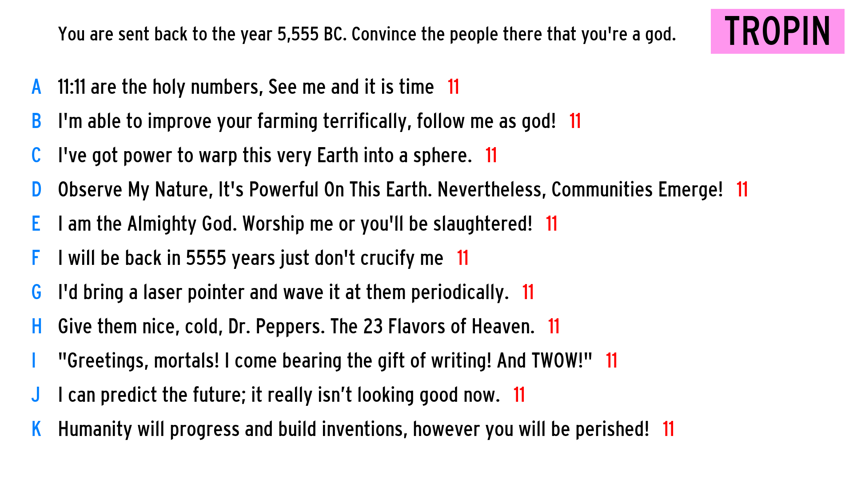 You are sent back to the year 5,555 BC. Convince the people there that you're a god.
TROPIN
A 11:11 are the holy numbers, See me and it is time 11
B I'm able to improve your farming terrifically, follow me as god! 11
C I've got power to warp this very Earth into a sphere. 11
D Observe My Nature, It's Powerful On This Earth. Nevertheless, Communities Emerge! 11
E I am the Almighty God. Worship me or you'll be slaughtered! 11
F I will be back in 5555 years just don't crucify me 11
G I'd bring a laser pointer and wave it at them periodically. 11
H Give them nice, cold, Dr. Peppers. The 23 Flavors of Heaven. 11
I "Greetings, mortals! I come bearing the gift of writing! And TWOW!" 11
J I can predict the future; it really isn’t looking good now. 11
K Humanity will progress and build inventions, however you will be perished! 11